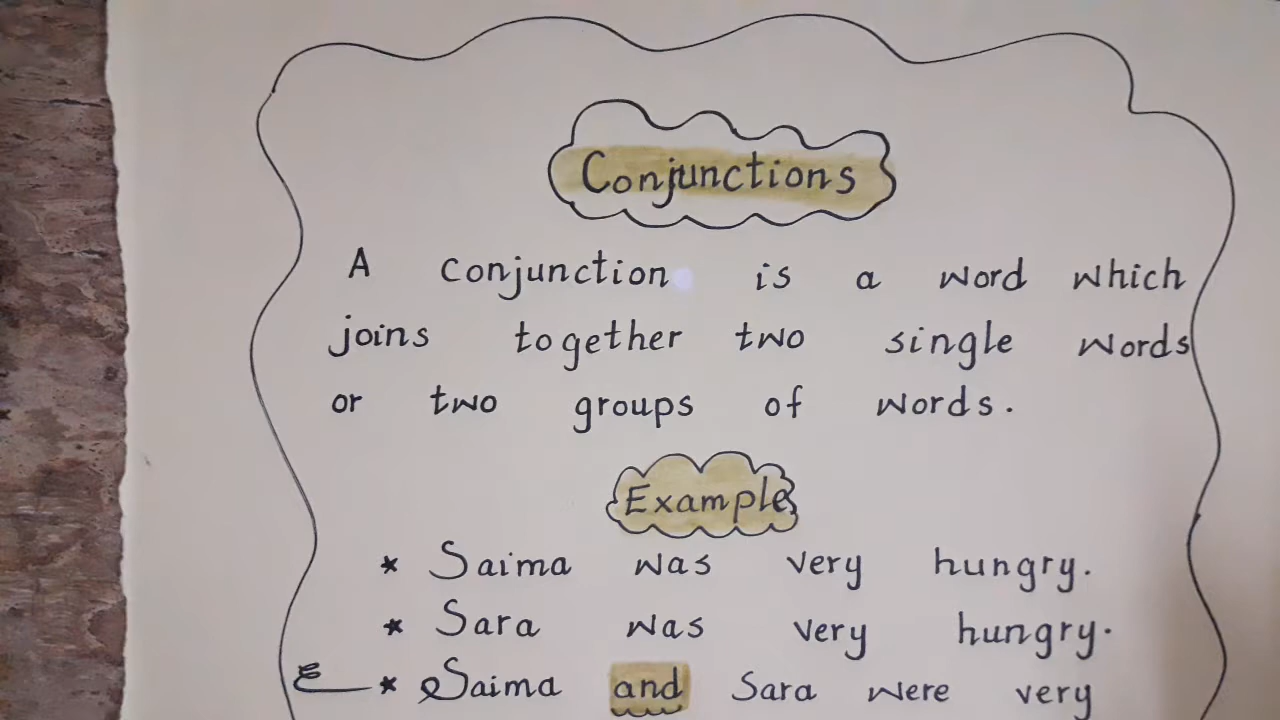 Conjunctions
A conjunction is a word which
joins together two single words
or two groups of words.
Example
* Saima was very hungry.
* Sara was very hungry.
* Saima and Sara were very